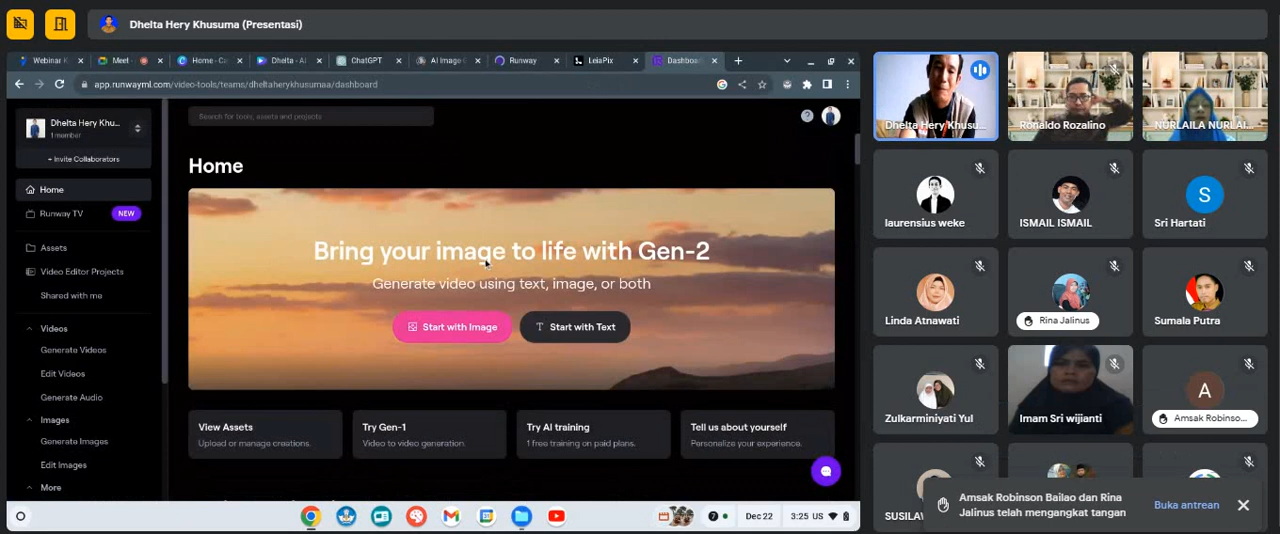 Dhelta Hery Khusuma (Presentasi)
Webinar
Meet -
Home - Ca
Dhelta - AI
ChatGPT
AI Image
Runway
LeiaPix
Dashboa
app.runwayml.com/video-tools/teams/dheltaherykhusumaa/dashboard
Dhelta Hery Khu...
1 member
+ Invite Collaborators
Home
Runway TV
NEW
Assets
Video Editor Projects
Shared with me
Videos
Generate Videos
Edit Videos
Generate Audio
Images
Generate Images
Edit Images
More
Search for tools, assets and projects
Home
Bring your image to life with Gen-2
Generate video using text, image, or both
Start with Image
Start with Text
View Assets
Upload or manage creations.
Try Gen-1
Video to video generation.
Try AI training
1 free training on paid plans.
Tell us about yourself
Personalize your experience.
Dec 22
3:25 US
Dhelta Hery Khusu...
Ronaldo Rozalino
NURLAILA NURLAI...
laurensius weke
ISMAIL ISMAIL
S
Sri Hartati
Linda Atnawati
Rina Jalinus
Sumala Putra
Zulkarminiyati Yul
Imam Sri wijianti
A
Amsak Robinso...
SUSILA
Amsak Robinson Bailao dan Rina
Jalinus telah mengangkat tangan
Buka antrean